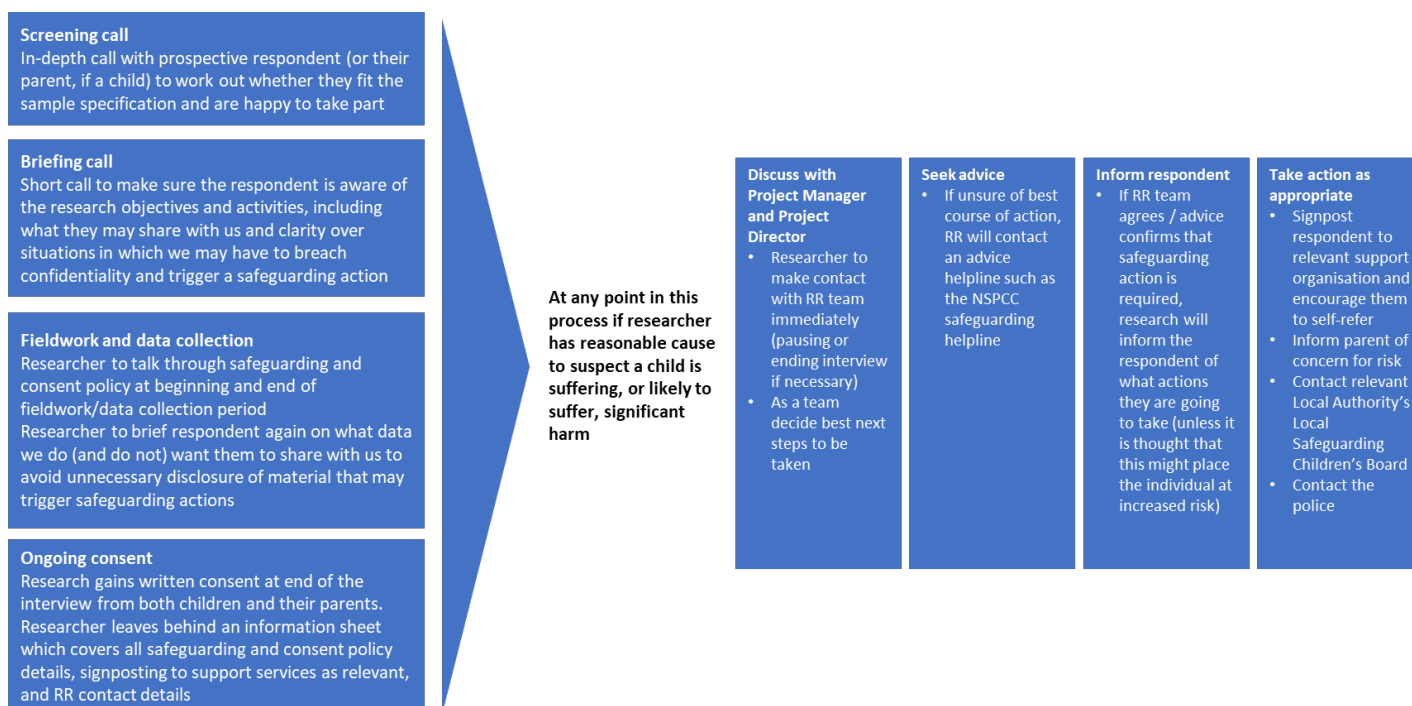 Screening call
In-depth call with prospective respondent (or their
parent, if a child) to work out whether they fit the
sample specification and are happy to take part
Briefing call
Short call to make sure the respondent is aware of
the research objectives and activities, including
what they may share with us and clarity over
situations in which we may have to breach
confidentiality and trigger a safeguarding action
Fieldwork and data collection
Researcher to talk through safeguarding and
consent policy at beginning and end of
fieldwork/data collection period
Researcher to brief respondent again on what data
we do (and do not) want them to share with us to
avoid unnecessary disclosure of material that may
trigger safeguarding actions
Ongoing consent
Research gains written consent at end of the
interview from both children and their parents.
Researcher leaves behind an information sheet
which covers all safeguarding and consent policy
details, signposting to support services as relevant,
and RR contact details
At any point in this
process if researcher
has reasonable cause
to suspect a child is
suffering, or likely to
suffer, significant
harm
Discuss with
Project Manager
and Project
Director
• Researcher to
make contact
with RR team
immediately
(pausing or
ending interview
if necessary)
• As a team
decide best next
steps to be
taken
Seek advice
• If unsure of best
course of action,
RR will contact
an advice
helpline such as
the NSPCC
safeguarding
helpline
Inform respondent
• If RR team
agrees / advice
confirms that
safeguarding
action is
required,
research will
inform the
respondent of
what actions
they are going
to take (unless it
is thought that
this might place
the individual at
increased risk)
Take action as
appropriate
• Signpost
respondent to
relevant support
organisation and
encourage them
to self-refer
• Inform parent of
concern for risk
• Contact relevant
Local Authority's
Local
Safeguarding
Children's Board
• Contact the
police